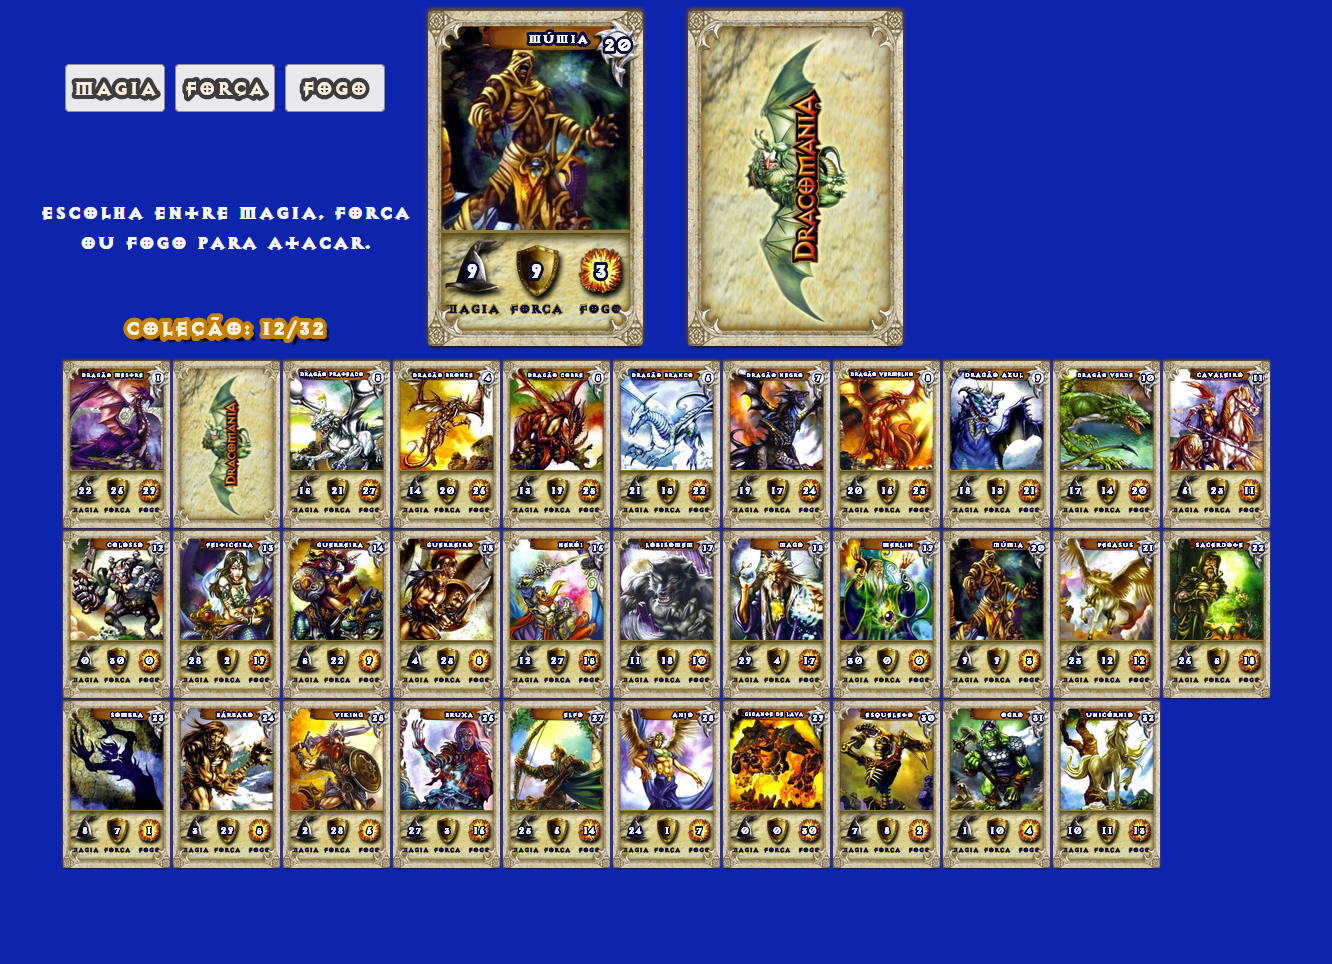 MÚMIA 20
MAGIA FORÇA FOGO
ESCOLHA ENTRE MAGIA, FORÇA
OU FOGO PARA ATACAR.
9 9 3
MAGIA FORÇA FOGO
DRACOMANIA
COLEÇÃO: 12/32
DRAGÃO MESTRE 1
22 26 29
MAGIA FORÇA FOGO
DRACOMANIA
DRAGÃO PRATEADO 3
15 21 27
MAGIA FORÇA FOGO
DRAGÃO BRONZE 4
14 20 26
MAGIA FORÇA FOGO
DRAGÃO COBRE 5
13 19 25
MAGIA FORÇA FOGO
DRAGÃO BRANCO 6
21 15 22
MAGIA FORÇA FOGO
DRAGÃO NEGRO 7
19 17 24
MAGIA FORÇA FOGO
DRAGÃO VERMELHO 8
20 16 23
MAGIA FORÇA FOGO
DRAGÃO AZUL 9
18 13 21
MAGIA FORÇA FOGO
DRAGÃO VERDE 10
17 14 20
MAGIA FORÇA FOGO
CAVALEIRO 11
6 23 11
MAGIA FORÇA FOGO
COLOSSO 12
0 30 0
MAGIA FORÇA FOGO
FEITICEIRA 13
28 2 19
MAGIA FORÇA FOGO
GUERREIRA 14
22 9
MAGIA FORÇA FOGO
GUERREIRO 15
4 25 8
MAGIA FORÇA FOGO
HERÓI 16
12 27 15
MAGIA FORÇA FOGO
LOBISOMEM 17
11 18 10
MAGIA FORÇA FOGO
MAGO 18
29 4 17
MAGIA FORÇA FOGO
MERLIN 19
30 0 0
MAGIA FORÇA FOGO
MÚMIA 20
9 9 3
MAGIA FORÇA FOGO
PEGASUS 21
23 12 12
MAGIA FORÇA FOGO
SACERDOTE 22
26 18
MAGIA FORÇA FOGO
SOMBRA 23
8 7 1
MAGIA FORÇA FOGO
BÁRBARO 24
3 29
MAGIA FORÇA FOGO
VIKING 25
2 28 6
MAGIA FORÇA FOGO
BRUXA 26
27 3 16
MAGIA FORÇA FOGO
ELFO 27
25 6 14
MAGIA FORÇA FOGO
ANJO 28
24 1 7
MAGIA FORÇA FOGO
GIGANTE DE LAVA 29
0 0 30
MAGIA FORÇA FOGO
ESQUELETO 30
7 8 2
MAGIA FORÇA FOGO
OGRO 31
1 10 4
MAGIA FORÇA FOGO
UNICÓRNIO 32
10 11 13
MAGIA FORÇA FOGO